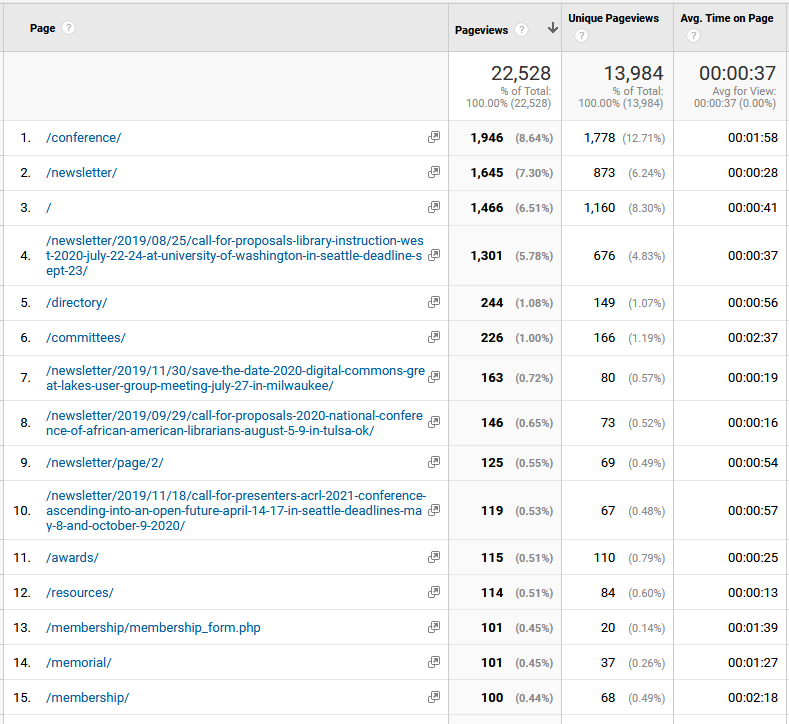 Page ?
Pageviews ?
Unique Pageviews ?
Avg. Time on Page ?
22,528
% of Total:
100.00% (22,528)
13,984
% of Total:
100.00% (13,984)
00:00:37
Avg for View:
00:00:37 (0.00%)
1. /conference/ 1,946 (8.64%) 1,778 (12.71%) 00:01:58
2. /newsletter/ 1,645 (7.30%) 873 (6.24%) 00:00:28
3. / 1,466 (6.51%) 1,160 (8.30%) 00:00:41
/newsletter/2019/08/25/call-for-proposals-library-instruction-wes
4. t-2020-july-22-24-at-university-of-washington-in-seattle-deadline-s 1,301 (5.78%) 676 (4.83%) 00:00:37
ept-23/
5. /directory/ 244 (1.08%) 149 (1.07%) 00:00:56
6. /committees/ 226 (1.00%) 166 (1.19%) 00:02:37
7. /newsletter/2019/11/30/save-the-date-2020-digital-commons-gre 163 (0.72%) 80 (0.57%) 00:00:19
at-lakes-user-group-meeting-july-27-in-milwaukee/
8. /newsletter/2019/09/29/call-for-proposals-2020-national-confere 146 (0.65%) 73 (0.52%) 00:00:16
nce-of-african-american-librarians-august-5-9-in-tulsa-ok/
9. /newsletter/page/2/ 125 (0.55%) 69 (0.49%) 00:00:54
/newsletter/2019/11/18/call-for-presenters-acrl-2021-conference-
10. ascending-into-an-open-future-april-14-17-in-seattle-deadlines-ma 119 (0.53%) 67 (0.48%) 00:00:57
y-8-and-october-9-2020/
11. /awards/ 115 (0.51%) 110 (0.79%) 00:00:25
12. /resources/ 114 (0.51%) 84 (0.60%) 00:00:13
13. /membership/membership_form.php 101 (0.45%) 20 (0.14%) 00:01:39
14. /memorial/ 101 (0.45%) 37 (0.26%) 00:01:27
15. /membership/ 100 (0.44%) 68 (0.49%) 00:02:18